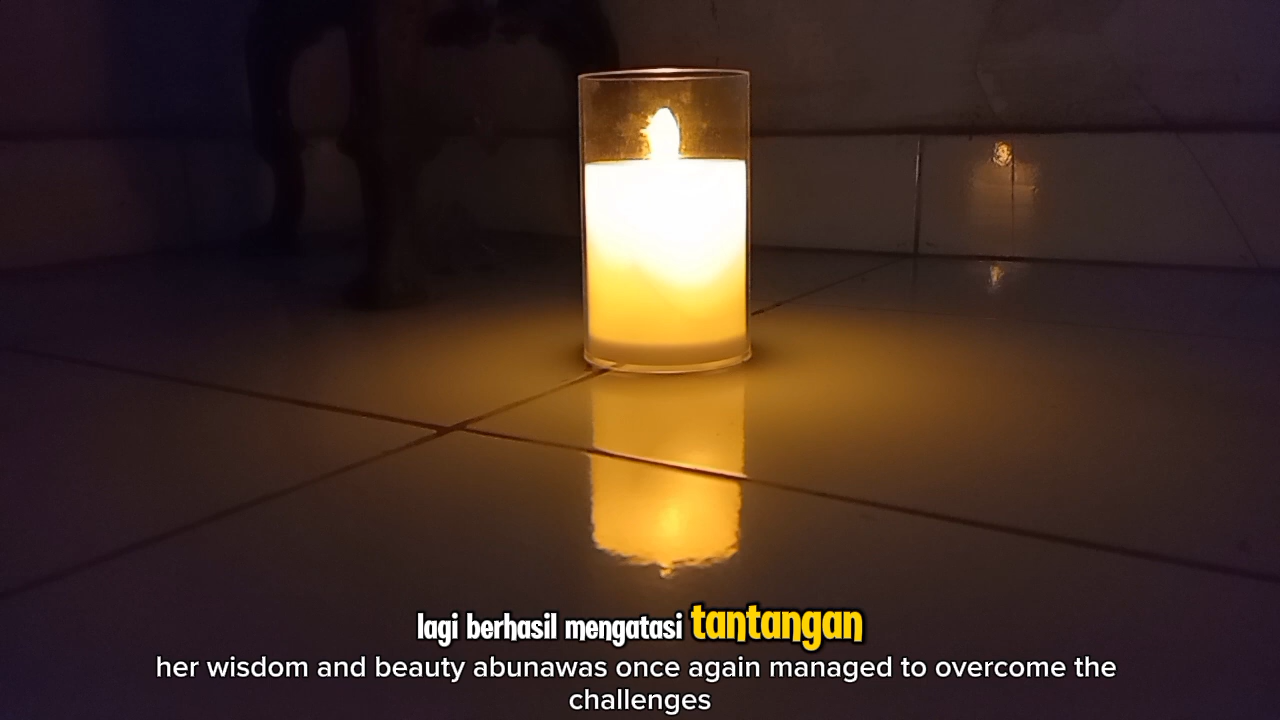 lagi berhasil mengatasi tantangan
her wisdom and beauty abunawas once again managed to overcome the
challenges